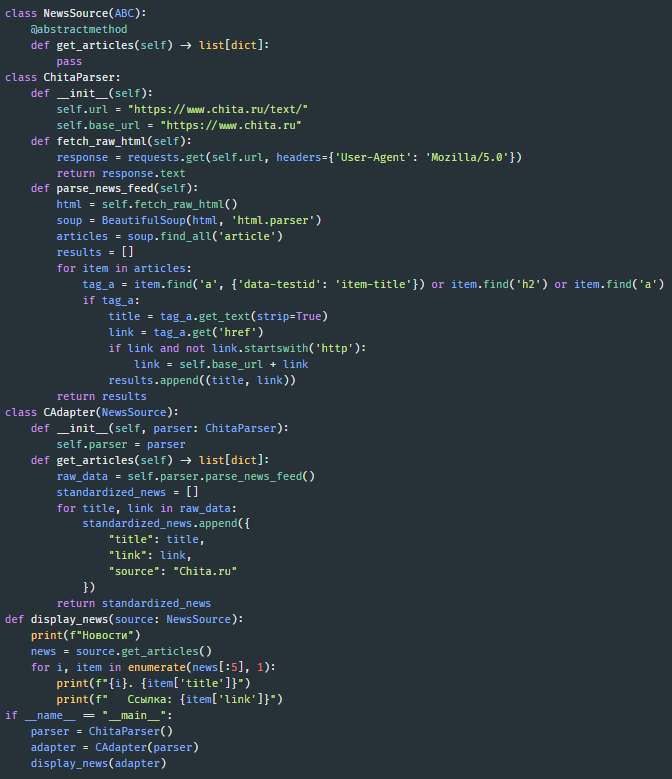 class NewsSource(ABC):
    @abstractmethod
    def get_articles(self) -> list[dict]:
        pass
class ChitaParser:
    def __init__(self):
        self.url = "https://www.chita.ru/text/"
        self.base_url = "https://www.chita.ru"
    def fetch_raw_html(self):
        response = requests.get(self.url, headers={'User-Agent': 'Mozilla/5.0'})
        return response.text
    def parse_news_feed(self):
        html = self.fetch_raw_html()
        soup = BeautifulSoup(html, 'html.parser')
        articles = soup.find_all('article')
        results = []
        for item in articles:
            tag_a = item.find('a', {'data-testid': 'item-title'}) or item.find('h2') or item.find('a')
            if tag_a:
                title = tag_a.get_text(strip=True)
                link = tag_a.get('href')
                if link and not link.startswith('http'):
                    link = self.base_url + link
                results.append((title, link))
        return results
class CAdapter(NewsSource):
    def __init__(self, parser: ChitaParser):
        self.parser = parser
    def get_articles(self) -> list[dict]:
        raw_data = self.parser.parse_news_feed()
        standardized_news = []
        for title, link in raw_data:
            standardized_news.append({
                "title": title,
                "link": link,
                "source": "Chita.ru"
            })
        return standardized_news
def display_news(source: NewsSource):
    print(f"Новости")
    news = source.get_articles()
    for i, item in enumerate(news[:5], 1):
        print(f"{i}. {item['title']}")
        print(f"   Ссылка: {item['link']}")
if __name__ == "__main__":
    parser = ChitaParser()
    adapter = CAdapter(parser)
    display_news(adapter)